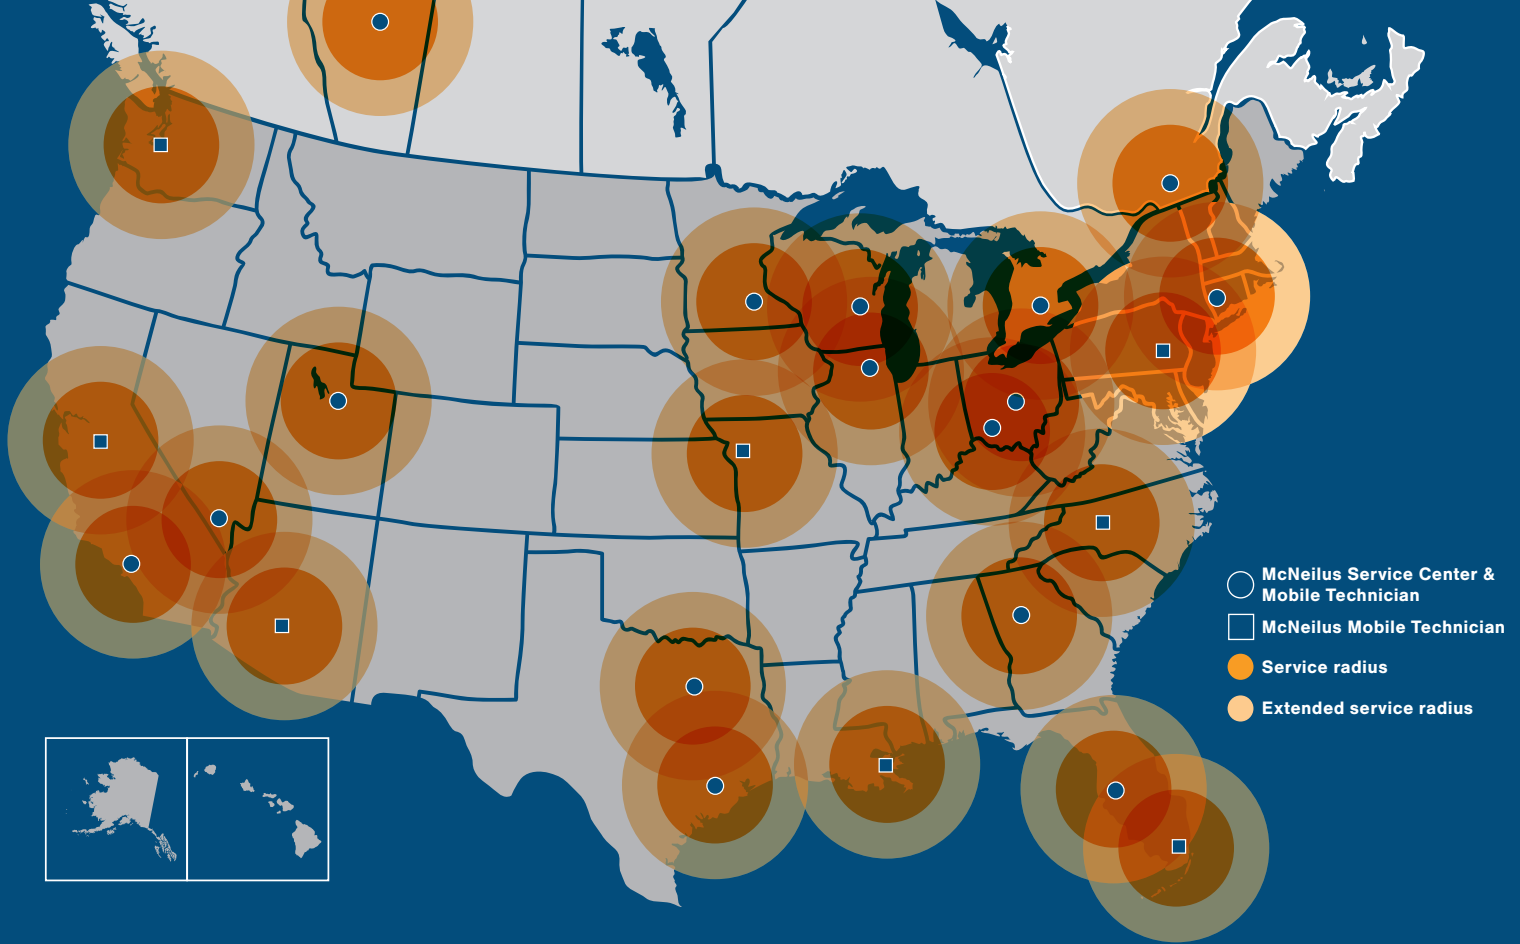 McNeilus Service Center &
Mobile Technician
McNeilus Mobile Technician
Service radius
Extended service radius